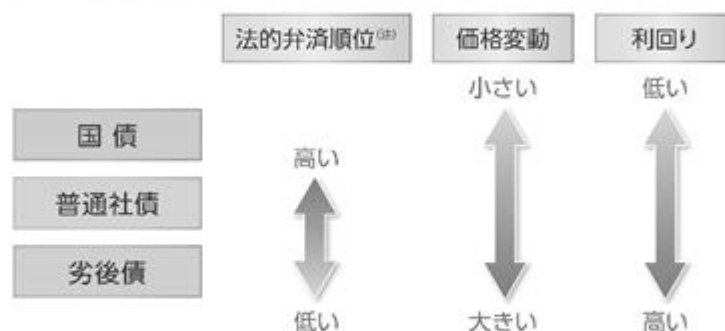 法的弁済順位(注) 価格変動 利回り
小さい 低い
国債
高い
普通社債
劣後債
低い 大きい 高い